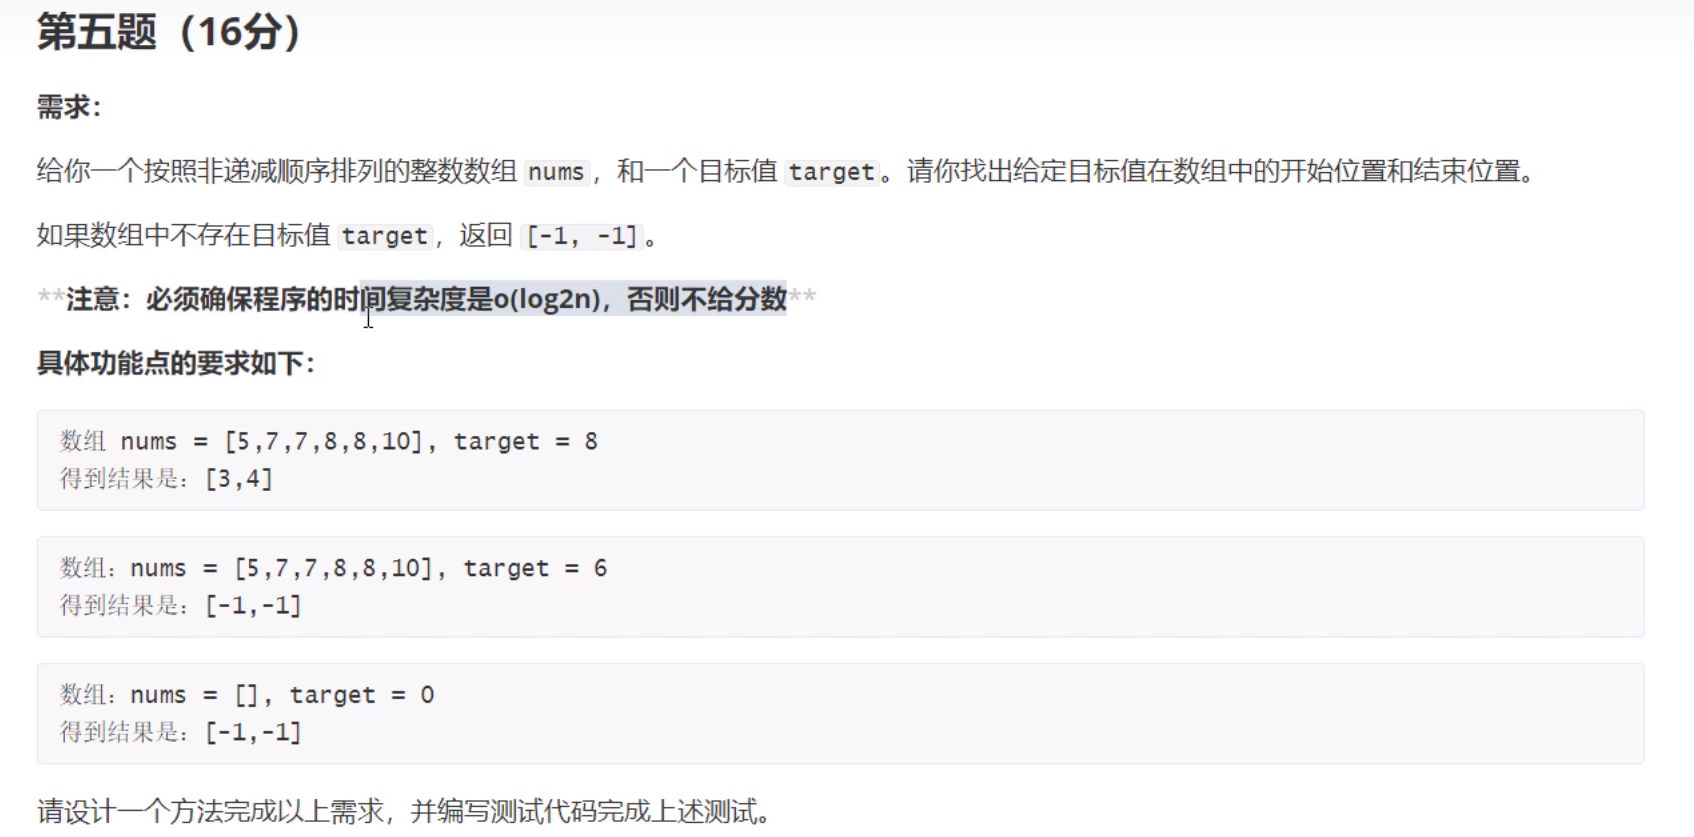 第五题（16分）
需求：
给你一个按照非递减顺序排列的整数数组 nums，和一个目标值 target。请你找出给定目标值在数组中的开始位置和结束位置。
如果数组中不存在目标值 target，返回 [-1, -1]。
**注意：必须确保程序的时间复杂度是o(log2n)，否则不给分数**
具体功能点的要求如下：
数组 nums = [5,7,7,8,8,10], target = 8
得到结果是：[3,4]
数组：nums = [5,7,7,8,8,10], target = 6
得到结果是：[-1,-1]
数组：nums = [], target = 0
得到结果是：[-1,-1]
请设计一个方法完成以上需求，并编写测试代码完成上述测试。